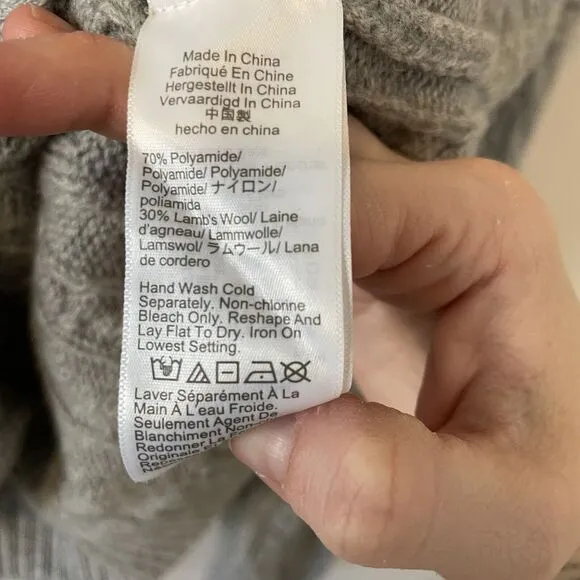 Made In China
Fabriqué En Chine
Hergestellt In China
Vervaardigd In China
中国製
hecho en china
70% Polyamide/
Polyamide/ Polyamide/
Polyamide/ ナイロン/
poliamida
30% Lamb's Wool/ Laine
d'agneau/ Lammwolle/
Lamswol/ ラムウール/ Lana
de cordero
Hand Wash Cold
Separately. Non-chlorine
Bleach Only. Reshape And
Lay Flat To Dry. Iron On
Lowest Setting.
Laver Séparément À La
Main À L'eau Froide.
Seulement Agent De
Blanchiment
Redonner La
Originale